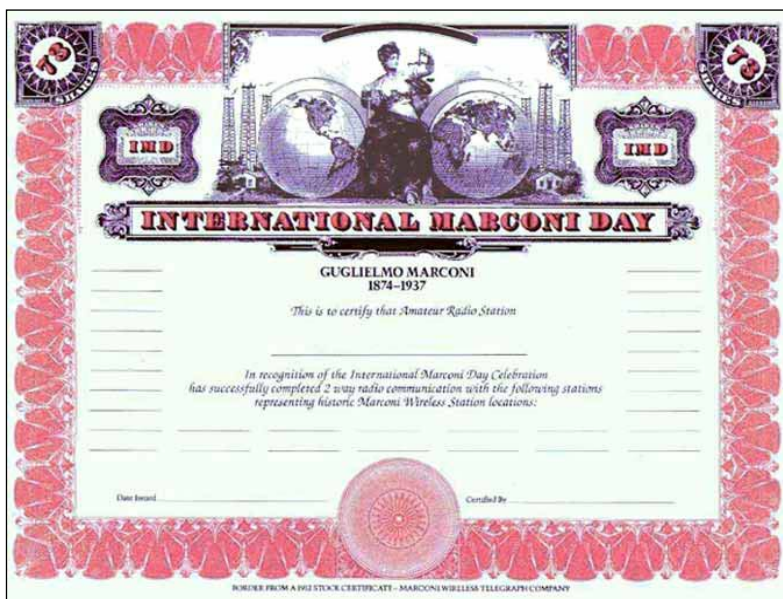 73 73
SHARES SHARES
IMD IMD
INTERNATIONAL MARCONI DAY
GUGLIELMO MARCONI
1874–1937
This is to certify that Amateur Radio Station
In recognition of the International Marconi Day Celebration
has successfully completed 2 way radio communication with the following stations
representing historic Marconi Wireless Station locations:
Date Issued Certified By
BORDER FROM A 1912 STOCK CERTIFICATE – MARCONI WIRELESS TELEGRAPH COMPANY